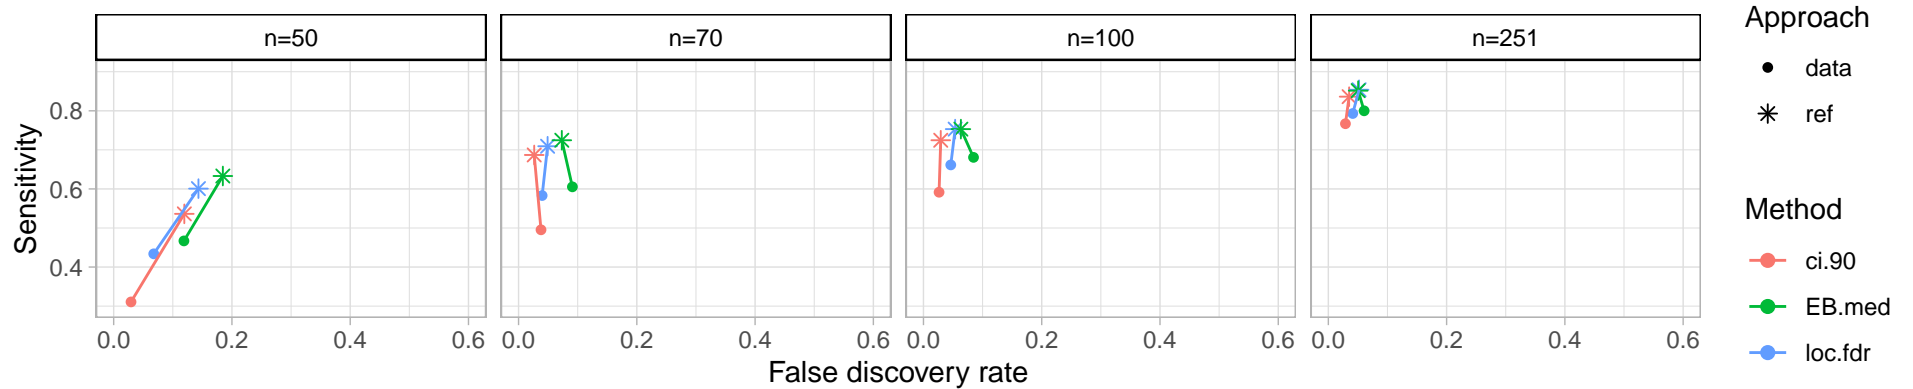 n=50
n=70
n=100
n=251
Sensitivity
0.8
0.6
0.4
0.0 0.2 0.4 0.6
0.0 0.2 0.4 0.6
0.0 0.2 0.4 0.6
0.0 0.2 0.4 0.6
False discovery rate
Approach
data
ref
Method
ci.90
EB.med
loc.fdr